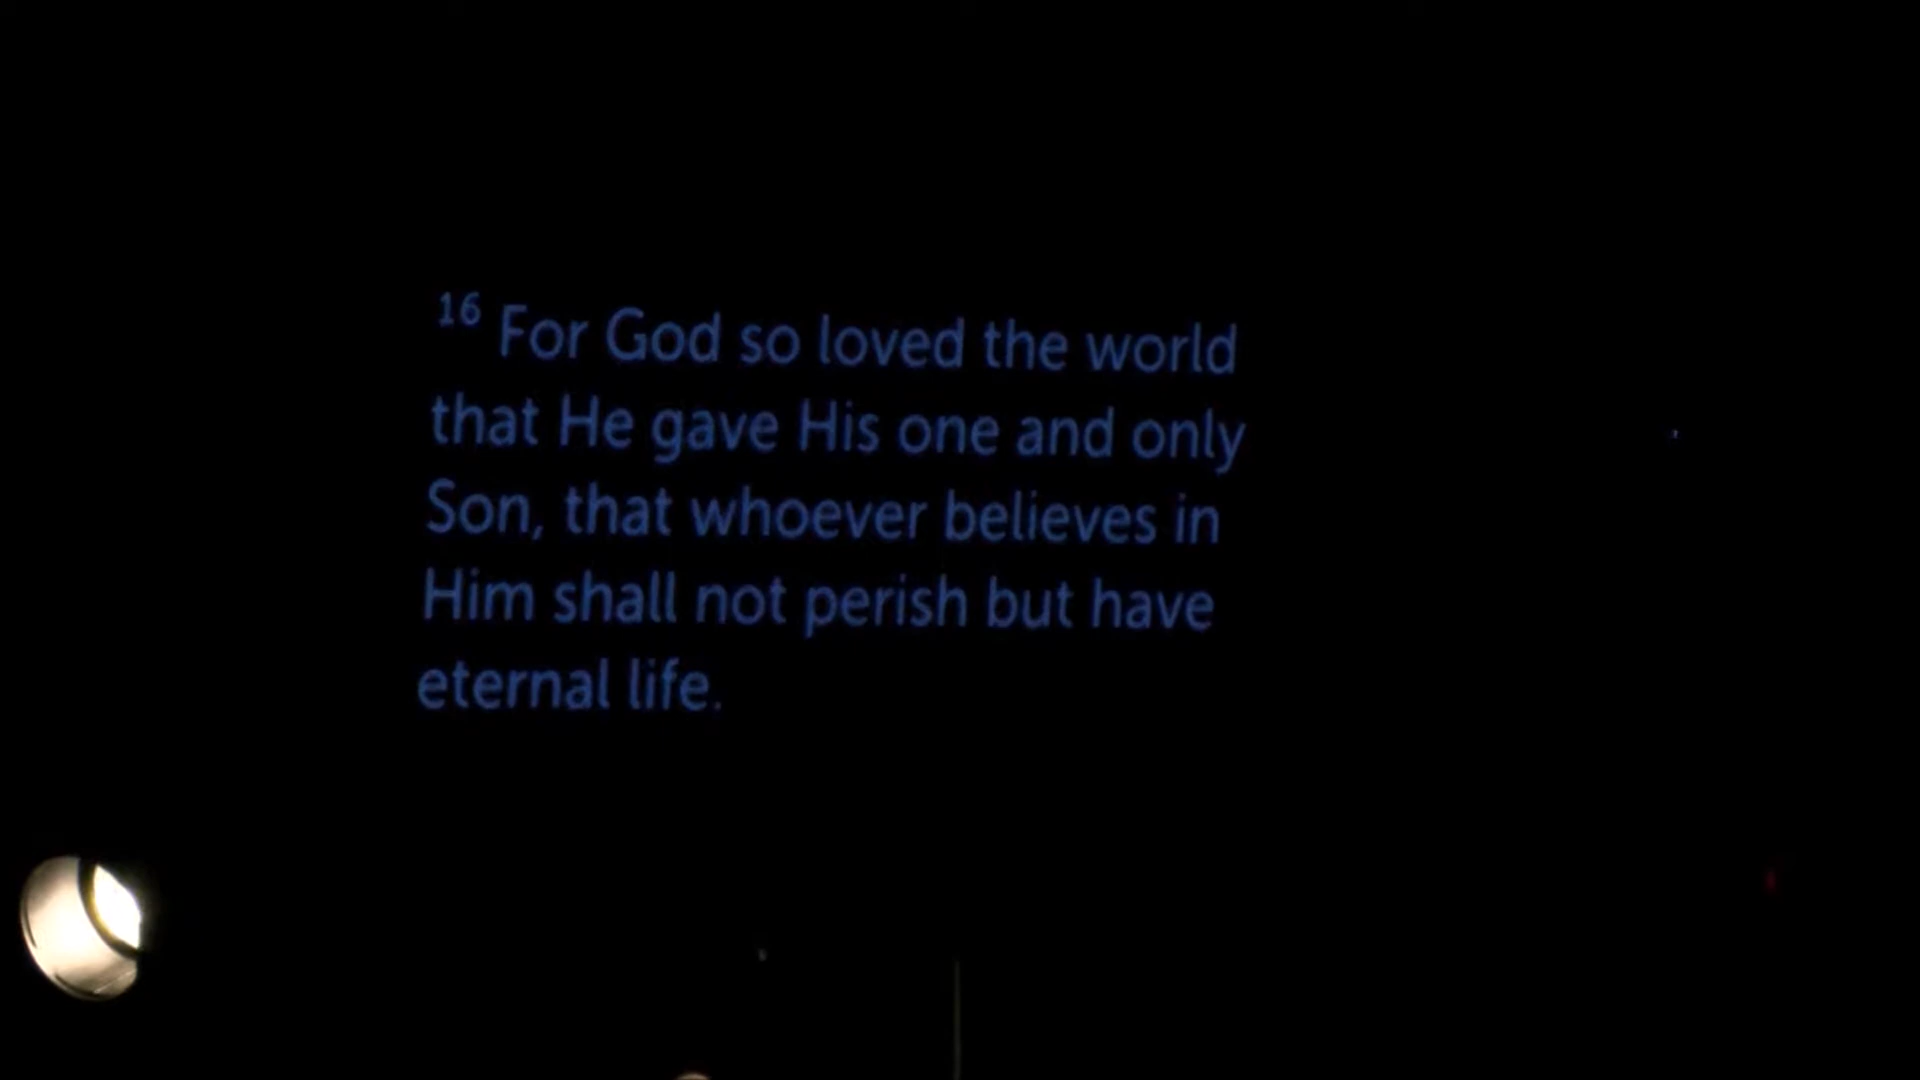 16 For God so loved the world
that He gave His one and only
Son, that whoever believes in
Him shall not perish but have
eternal life.